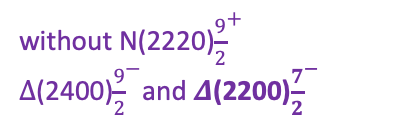 without N(2220)9/2⁺
Δ(2400)9/2⁻ and Δ(2200)7/2⁻